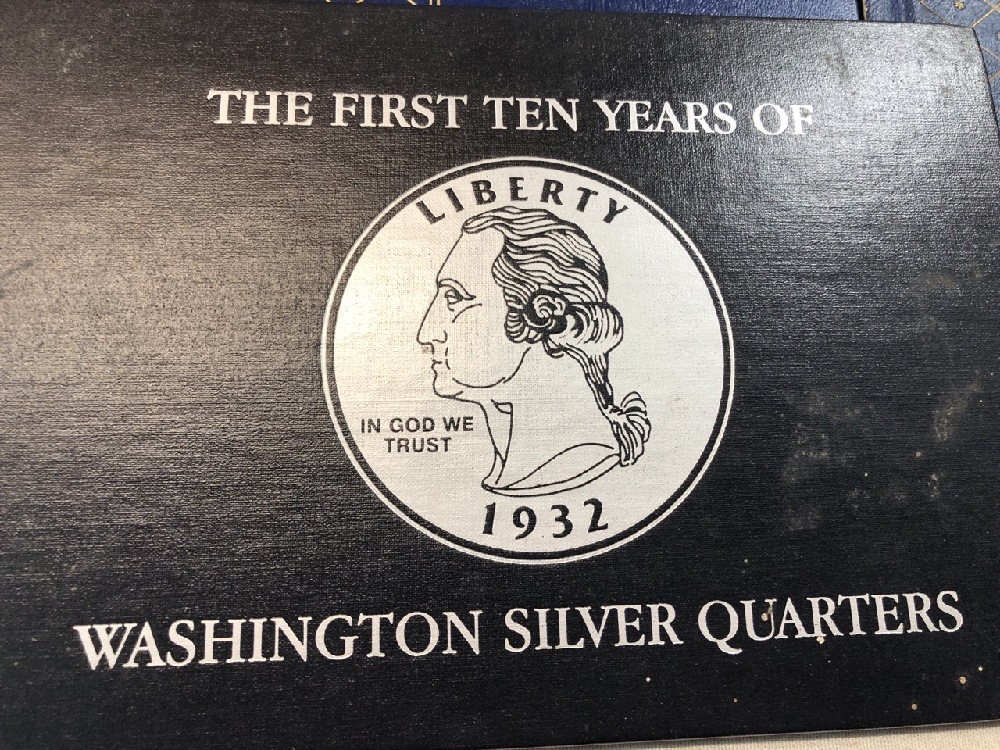 THE FIRST TEN YEARS OF
LIBERTY
IN GOD WE
TRUST
1932
WASHINGTON SILVER QUARTERS